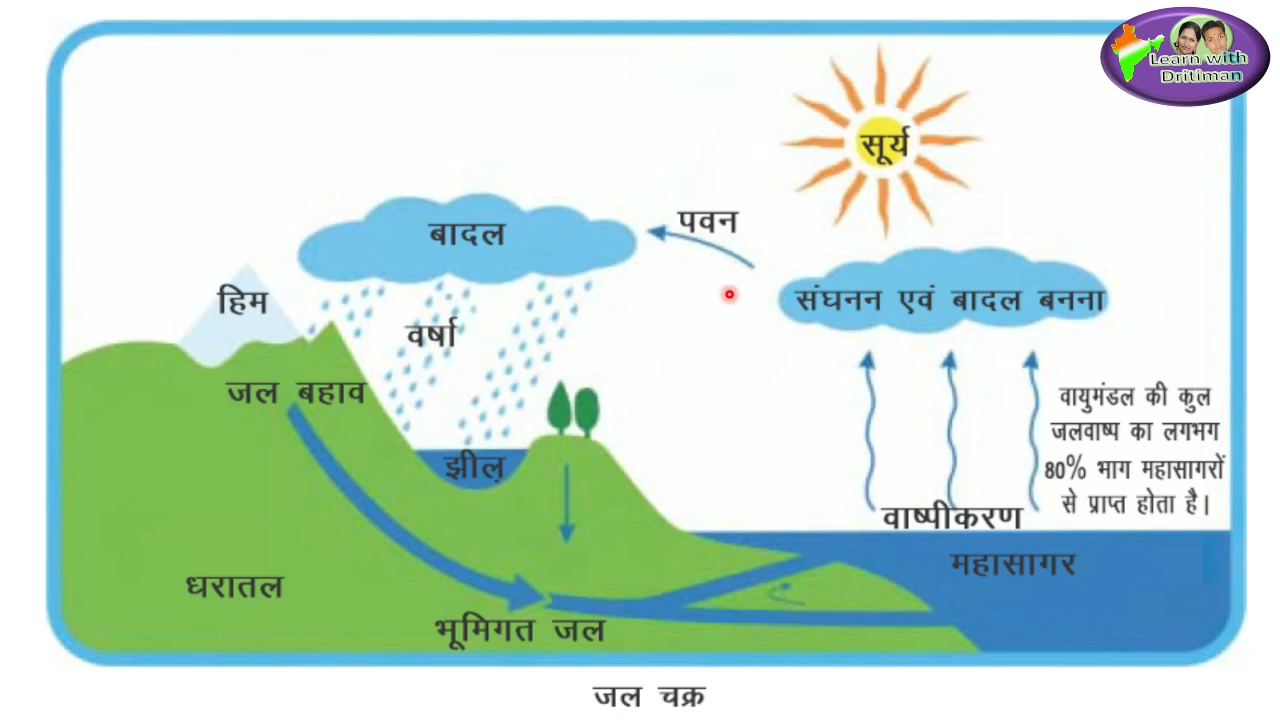 Learn with
Dritiman
सूर्य
पवन
बादल
संघनन एवं बादल बनना
हिम
वर्षा
जल बहाव
वायुमंडल की कुल
जलवाष्प का लगभग
80% भाग महासागरों
से प्राप्त होता है।
झील़
वाष्पीकरण
महासागर
धरातल
भूमिगत जल
जल चक्र